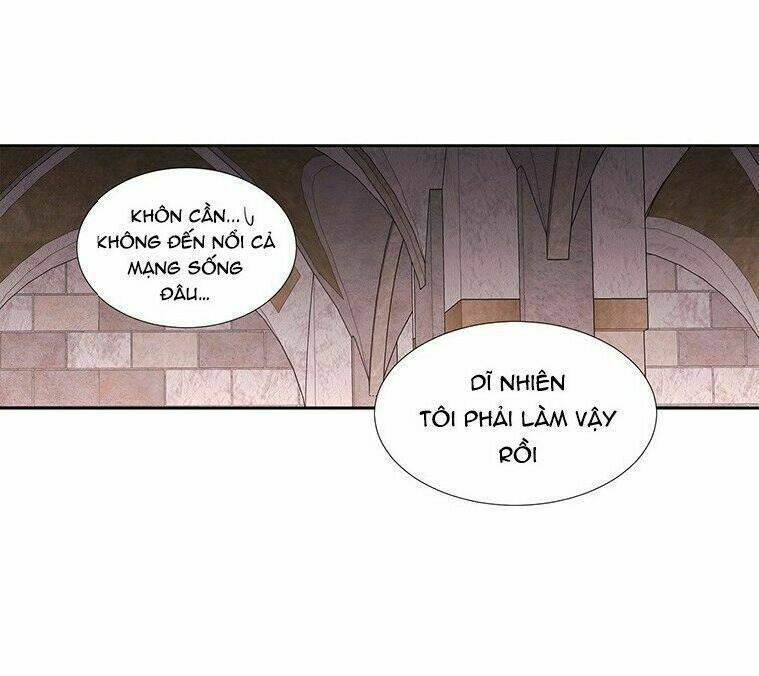 KHÔN CẦN...
KHÔNG ĐẾN NỔI CẢ
MẠNG SỐNG
ĐÂU...
DĨ NHIÊN
TÔI PHẢI LÀM VẬY
RỒI